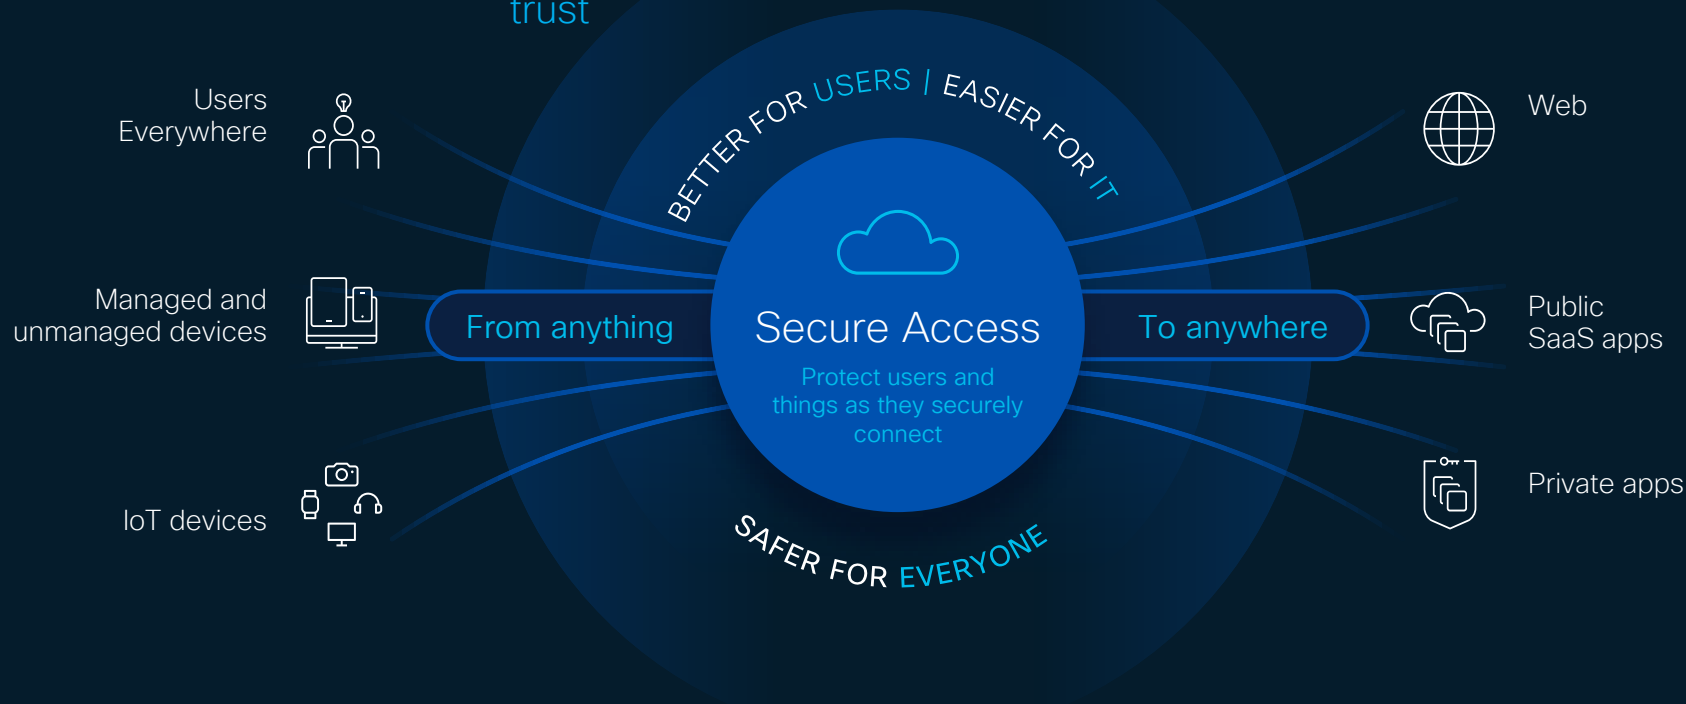 trust
Users
Everywhere
Managed and
unmanaged devices
IoT devices
From anything
BETTER FOR USERS | EASIER FOR IT
Secure Access
Protect users and
things as they securely
connect
SAFER FOR EVERYONE
To anywhere
Web
Public
SaaS apps
Private apps